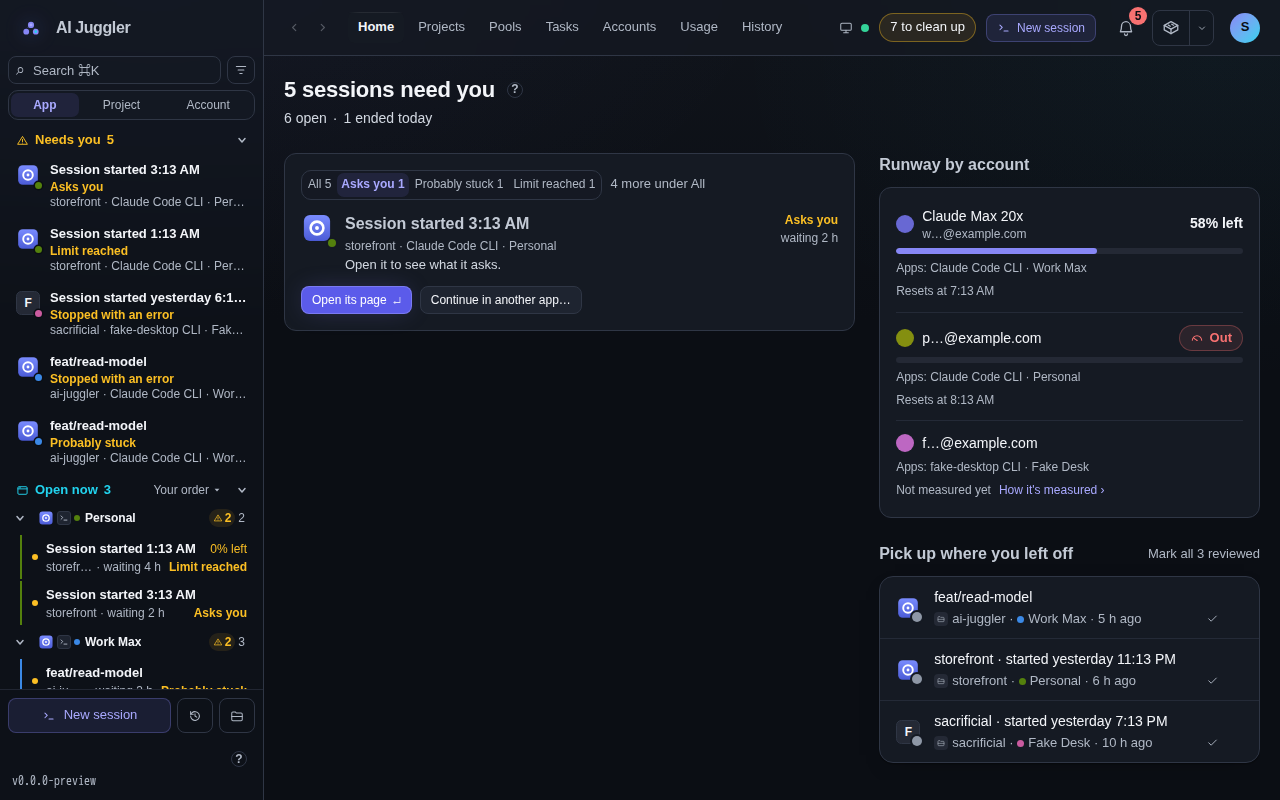 AI Juggler
Search ⌘K
App Project Account
Needs you 5
Session started 3:13 AM
Asks you
storefront · Claude Code CLI · Per…
Session started 1:13 AM
Limit reached
storefront · Claude Code CLI · Per…
F
Session started yesterday 6:1…
Stopped with an error
sacrificial · fake-desktop CLI · Fak…
feat/read-model
Stopped with an error
ai-juggler · Claude Code CLI · Wor…
feat/read-model
Probably stuck
ai-juggler · Claude Code CLI · Wor…
Open now 3 Your order
Personal 2 2
Session started 1:13 AM 0% left
storefr… · waiting 4 h Limit reached
Session started 3:13 AM
storefront · waiting 2 h Asks you
Work Max 2 3
feat/read-model
New session
?
v0.0.0-preview
Home Projects Pools Tasks Accounts Usage History
7 to clean up
New session
5
S
5 sessions need you ?
6 open · 1 ended today
All 5 Asks you 1 Probably stuck 1 Limit reached 1 4 more under All
Session started 3:13 AM Asks you
storefront · Claude Code CLI · Personal waiting 2 h
Open it to see what it asks.
Open its page ↵ Continue in another app…
Runway by account
Claude Max 20x
w…@example.com
58% left
Apps: Claude Code CLI · Work Max
Resets at 7:13 AM
p…@example.com Out
Apps: Claude Code CLI · Personal
Resets at 8:13 AM
f…@example.com
Apps: fake-desktop CLI · Fake Desk
Not measured yet How it's measured ›
Pick up where you left off Mark all 3 reviewed
feat/read-model
ai-juggler · Work Max · 5 h ago
storefront · started yesterday 11:13 PM
storefront · Personal · 6 h ago
F
sacrificial · started yesterday 7:13 PM
sacrificial · Fake Desk · 10 h ago